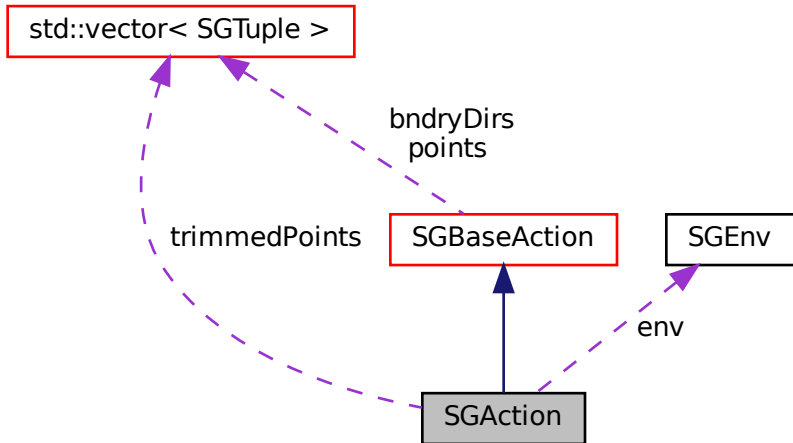 std::vector< SGTuple >
bndryDirs
points
trimmedPoints
SGBaseAction
SGEnv
env
SGAction